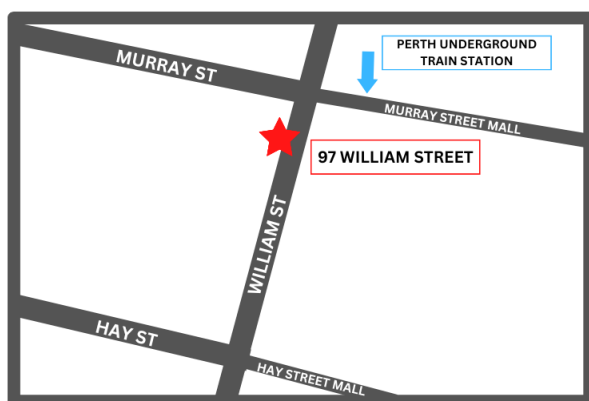 PERTH UNDERGROUND
TRAIN STATION
MURRAY ST
MURRAY STREET MALL
97 WILLIAM STREET
WILLIAM ST
HAY ST
HAY STREET MALL